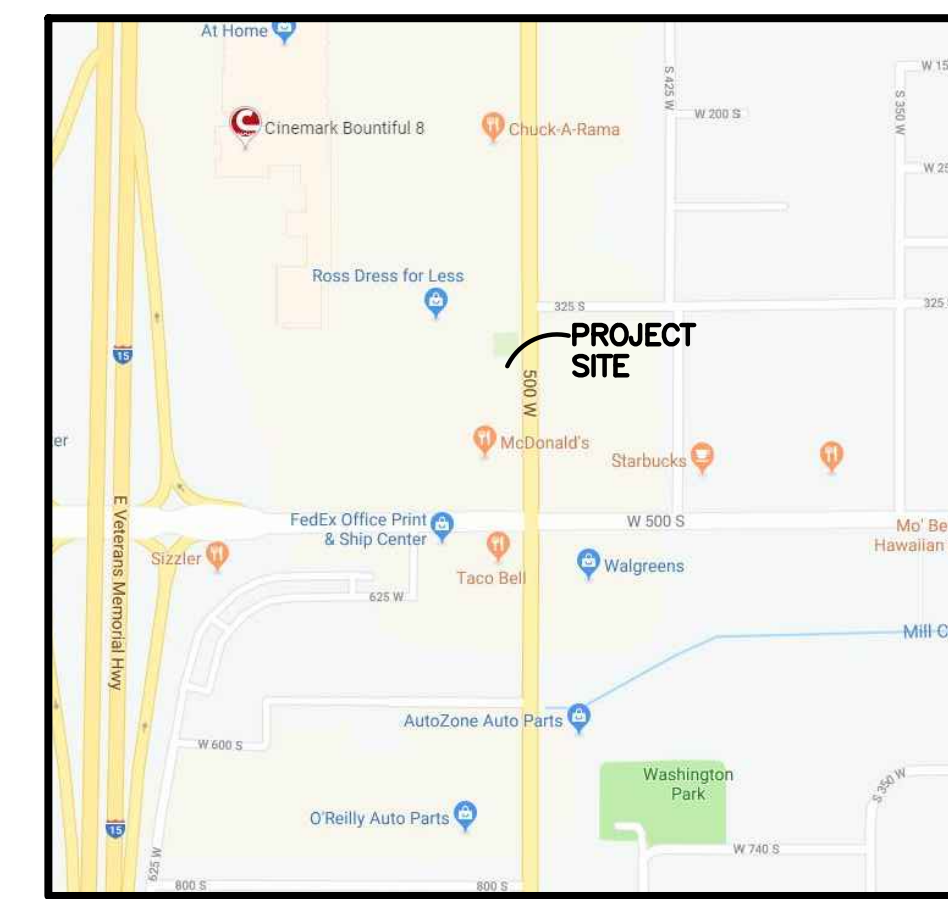 At Home
W 15
S 425 W
S 350 W
W 200 S
Cinemark Bountiful 8
Chuck-A-Rama
W 25
Ross Dress for Less
325 S
325
PROJECT
SITE
15
500 W
er
McDonald's
Starbucks
E Veterans Memorial Hwy
FedEx Office Print
& Ship Center
W 500 S
Mo' Be
Hawaiian
Sizzler
Taco Bell
Walgreens
625 W
Mill C
AutoZone Auto Parts
W 600 S
Washington
Park
S 350 W
O'Reilly Auto Parts
15
W 740 S
625 W
800 S
800 S